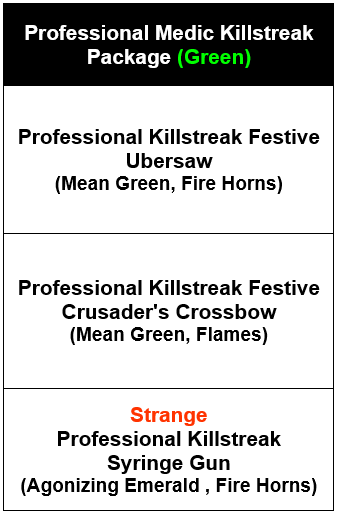 Professional Medic Killstreak
Package (Green)
Professional Killstreak Festive
Ubersaw
(Mean Green, Fire Horns)
Professional Killstreak Festive
Crusader's Crossbow
(Mean Green, Flames)
Strange
Professional Killstreak
Syringe Gun
(Agonizing Emerald , Fire Horns)